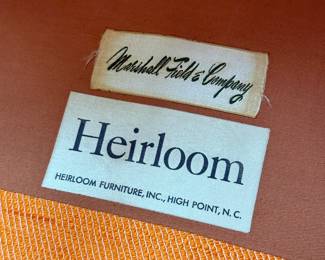 Marshall Field & Company
Heirloom
HEIRLOOM FURNITURE, INC., HIGH POINT, N. C.